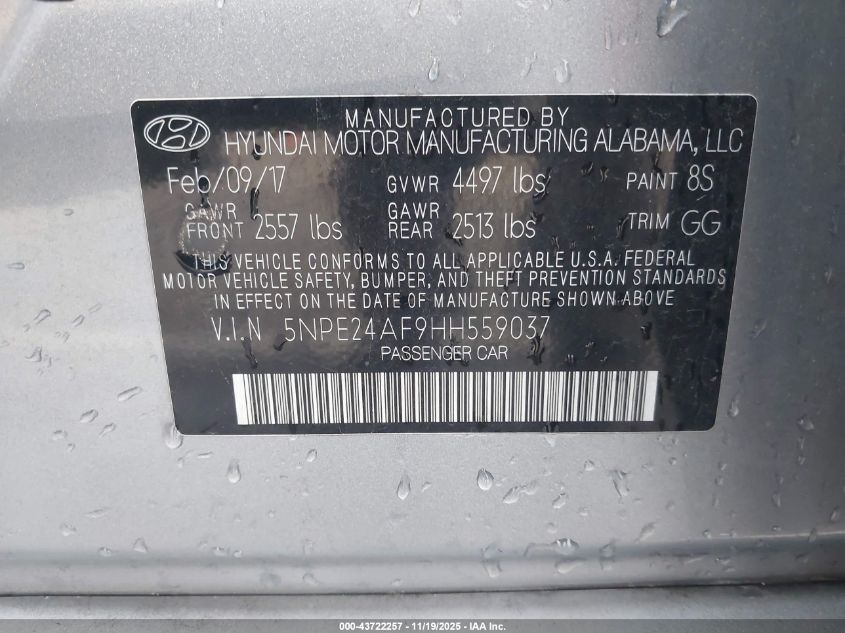 MANUFACTURED BY
HYUNDAI MOTOR MANUFACTURING ALABAMA, LLC
Feb/09/17 GVWR 4497 lbs PAINT 8S
GAWR FRONT 2557 lbs GAWR REAR 2513 lbs TRIM GG
THIS VEHICLE CONFORMS TO ALL APPLICABLE U.S.A. FEDERAL
MOTOR VEHICLE SAFETY, BUMPER, AND THEFT PREVENTION STANDARDS
IN EFFECT ON THE DATE OF MANUFACTURE SHOWN ABOVE.
V.I.N 5NPE24AF9HH559037
PASSENGER CAR
000-43722257 - 11/19/2025 - IAA Inc.